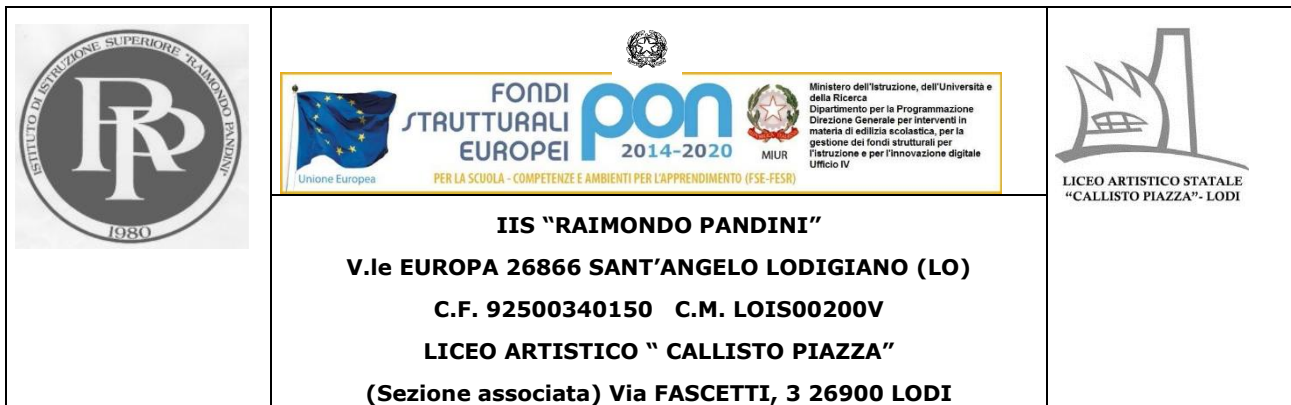 ISTITUTO DI ISTRUZIONE SUPERIORE "RAIMONDO PANDINI"
RP
1980
FONDI
STRUTTURALI
EUROPEI
pon
2014-2020
Unione Europea
MIUR
Ministero dell'Istruzione, dell'Università e
della Ricerca
Dipartimento per la Programmazione
Direzione Generale per interventi in
materia di edilizia scolastica, per la
gestione dei fondi strutturali per
l'istruzione e per l'innovazione digitale
Ufficio IV
PER LA SCUOLA - COMPETENZE E AMBIENTI PER L'APPRENDIMENTO (FSE-FESR)
IIS “RAIMONDO PANDINI”
V.le EUROPA 26866 SANT’ANGELO LODIGIANO (LO)
C.F. 92500340150 C.M. LOIS00200V
LICEO ARTISTICO “ CALLISTO PIAZZA”
(Sezione associata) Via FASCETTI, 3 26900 LODI
LICEO ARTISTICO STATALE
“CALLISTO PIAZZA”- LODI